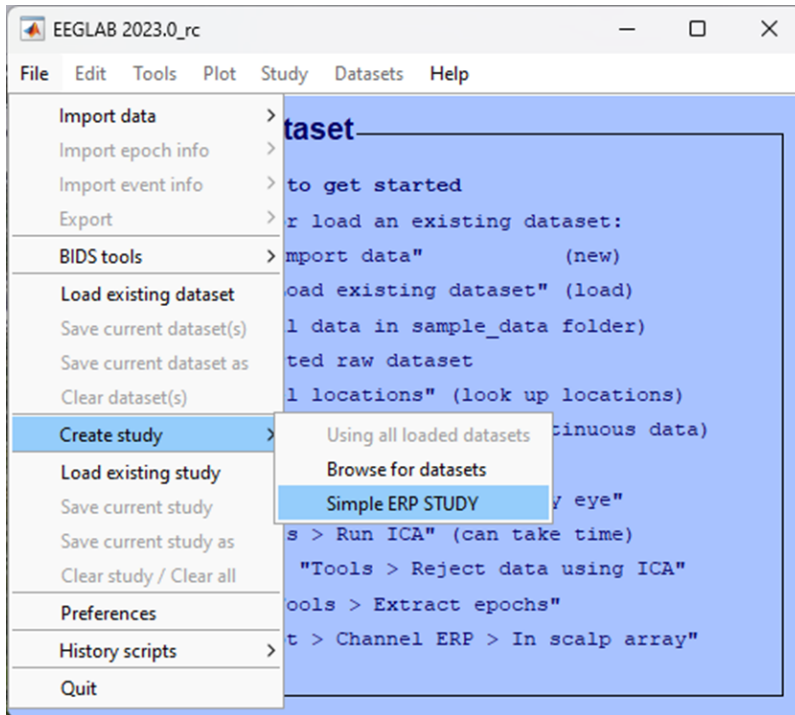 EEGLAB 2023.0_rc
File Edit Tools Plot Study Datasets Help
Import data
Import epoch info
Import event info
Export
BIDS tools
Load existing dataset
Save current dataset(s)
Save current dataset as
Clear dataset(s)
Create study
Load existing study
Save current study
Save current study as
Clear study / Clear all
Preferences
History scripts
Quit
Using all loaded datasets
Browse for datasets
Simple ERP STUDY
taset
to get started
r load an existing dataset:
mport data" (new)
oad existing dataset" (load)
l data in sample_data folder)
ted raw dataset
l locations" (look up locations)
tinuous data)
y eye"
s > Run ICA" (can take time)
"Tools > Reject data using ICA"
ools > Extract epochs"
t > Channel ERP > In scalp array"